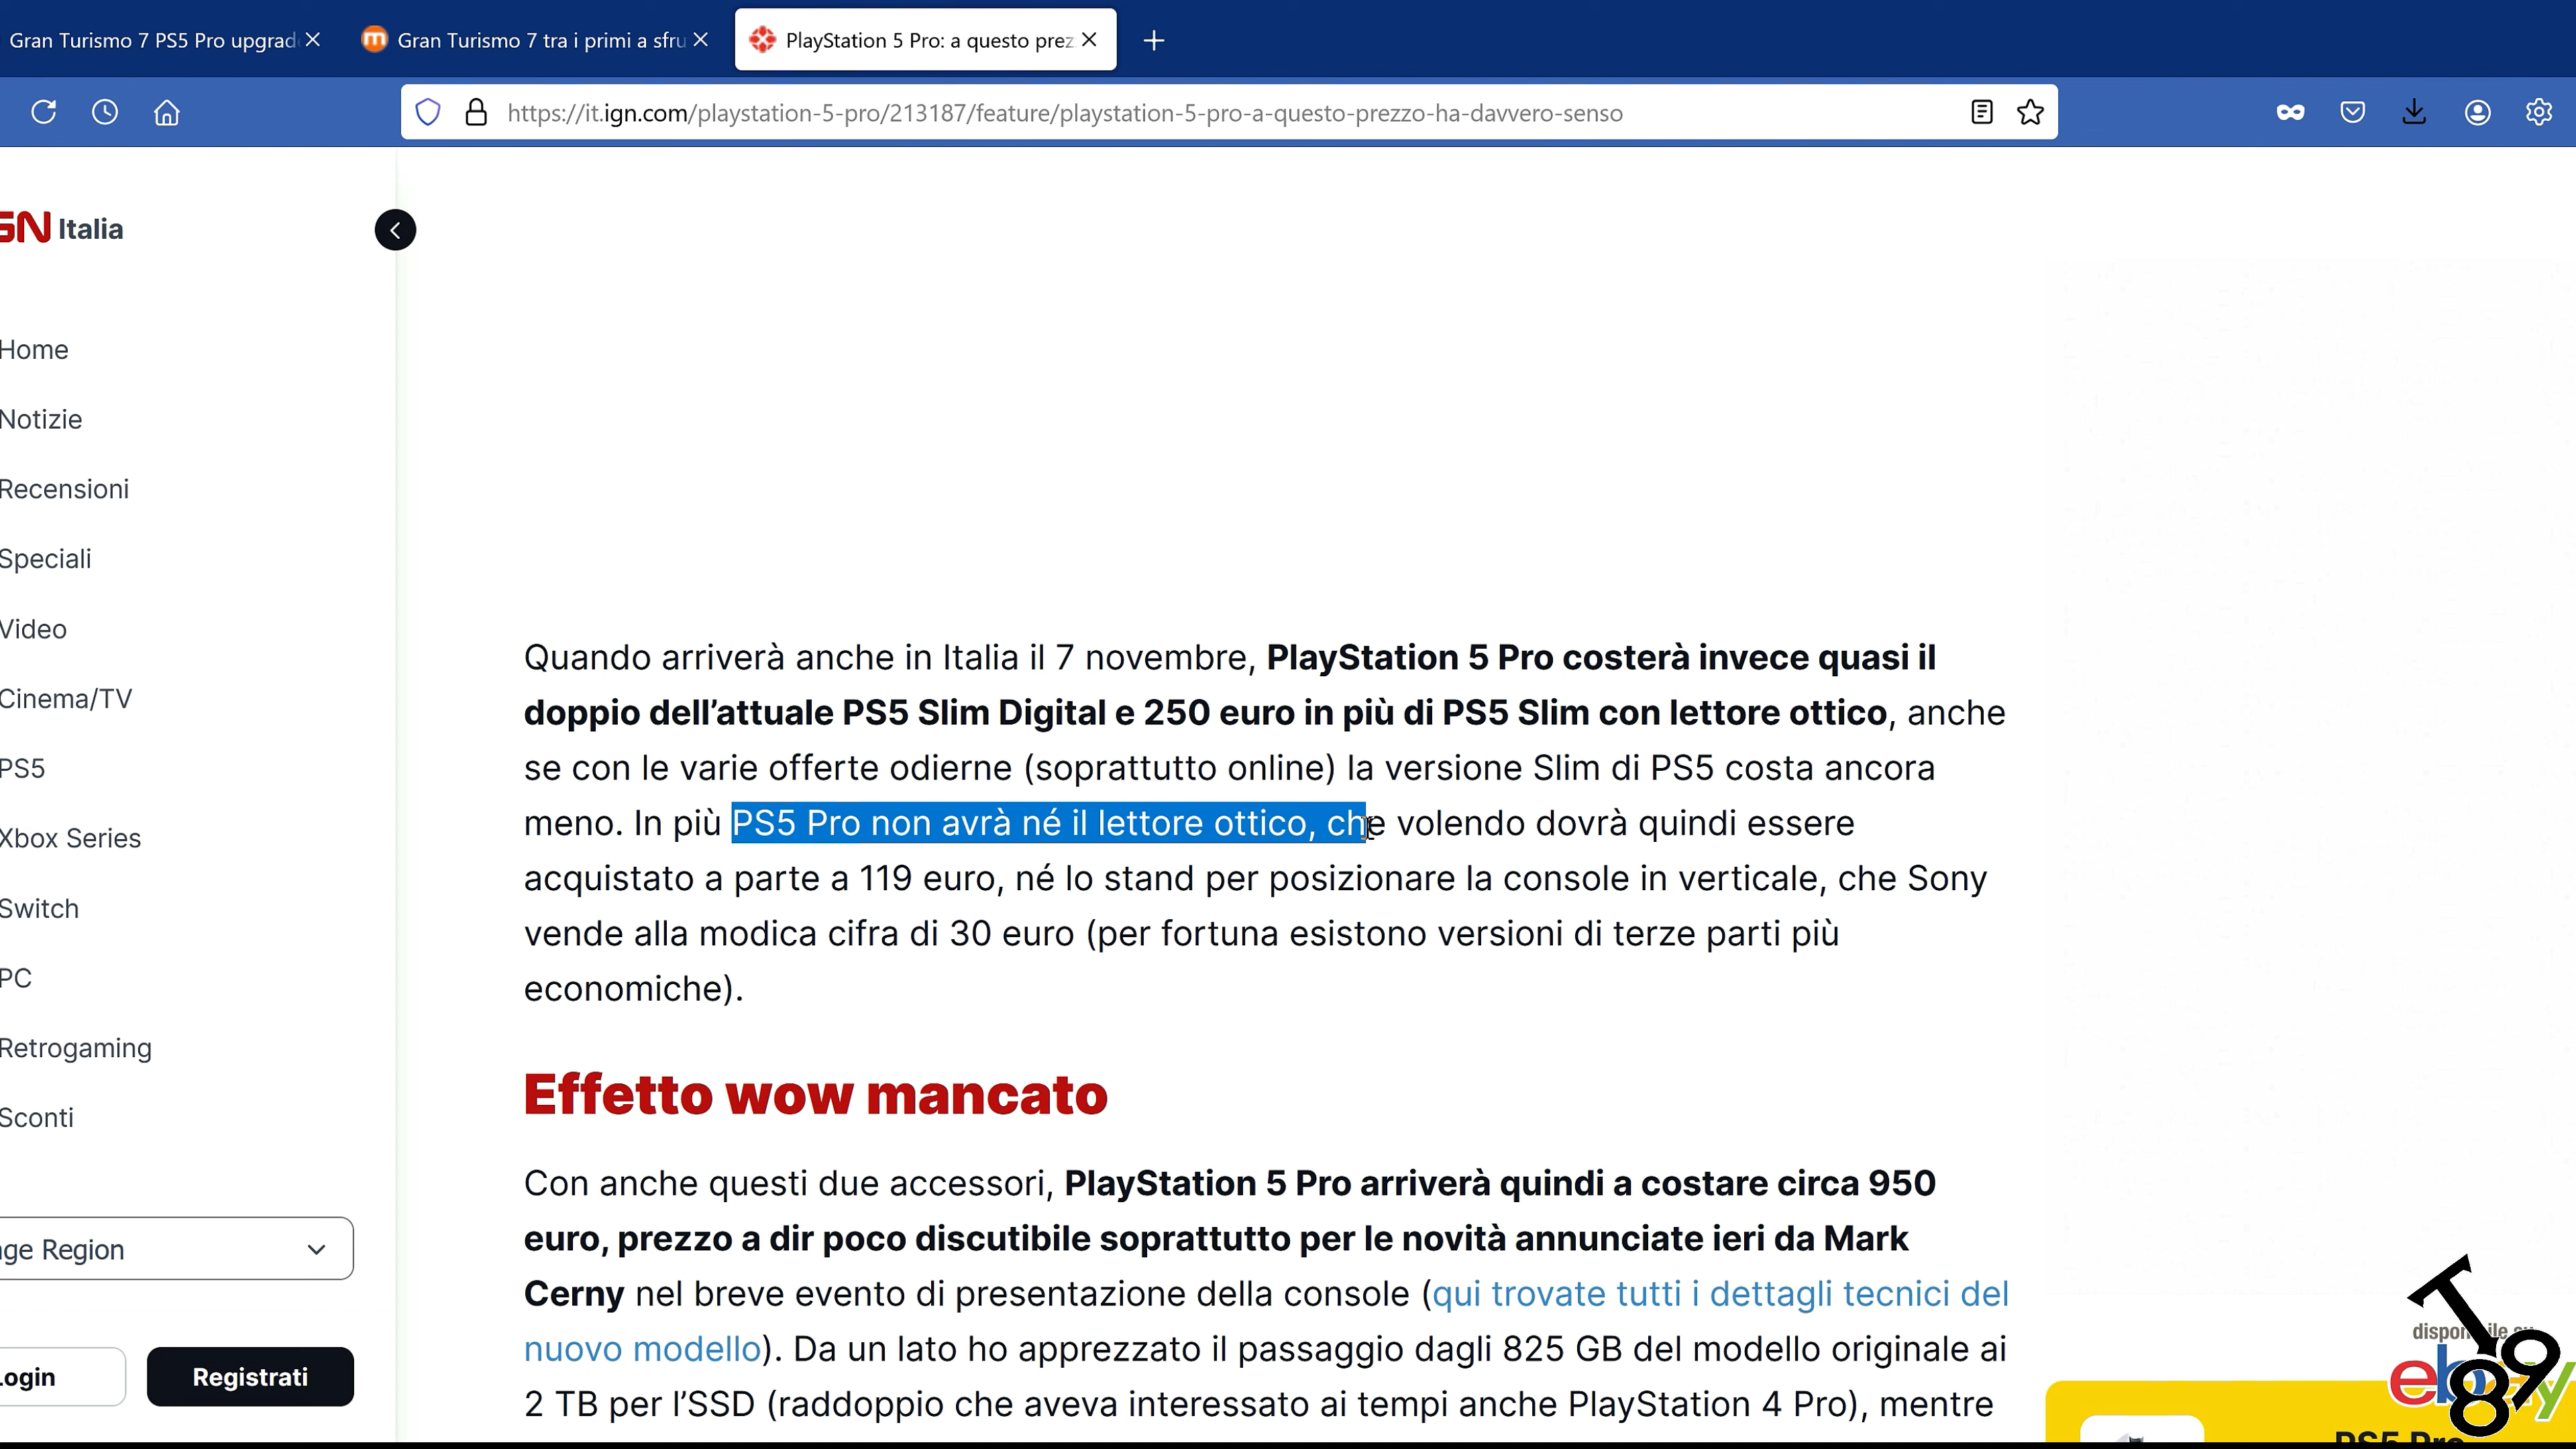 Gran Turismo 7 PS5 Pro upgrad
Gran Turismo 7 tra i primi a sfru
PlayStation 5 Pro: a questo prez
https://it.ign.com/playstation-5-pro/213187/feature/playstation-5-pro-a-questo-prezzo-ha-davvero-senso
GN Italia
Home
Notizie
Recensioni
Speciali
Video
Cinema/TV
PS5
Xbox Series
Switch
PC
Retrogaming
Sconti
nge Region
Login
Registrati
Quando arriverà anche in Italia il 7 novembre, PlayStation 5 Pro costerà invece quasi il
doppio dell’attuale PS5 Slim Digital e 250 euro in più di PS5 Slim con lettore ottico, anche
se con le varie offerte odierne (soprattutto online) la versione Slim di PS5 costa ancora
meno. In più PS5 Pro non avrà né il lettore ottico, che volendo dovrà quindi essere
acquistato a parte a 119 euro, né lo stand per posizionare la console in verticale, che Sony
vende alla modica cifra di 30 euro (per fortuna esistono versioni di terze parti più
economiche).
Effetto wow mancato
Con anche questi due accessori, PlayStation 5 Pro arriverà quindi a costare circa 950
euro, prezzo a dir poco discutibile soprattutto per le novità annunciate ieri da Mark
Cerny nel breve evento di presentazione della console (qui trovate tutti i dettagli tecnici del
nuovo modello). Da un lato ho apprezzato il passaggio dagli 825 GB del modello originale ai
2 TB per l’SSD (raddoppio che aveva interessato ai tempi anche PlayStation 4 Pro), mentre
ebay
T89
PS5 Pro